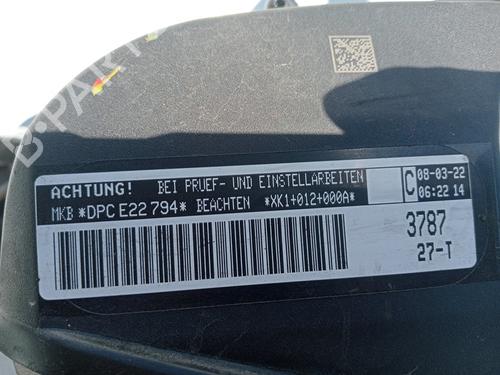 B-PARTS
ACHTUNG! BEI PRUEF- UND EINSTELLARBEITEN
MKB *DPC E22 794* BEACHTEN *XK1+012+000A*
C 08-03-22
06:22 14
3787
27-T